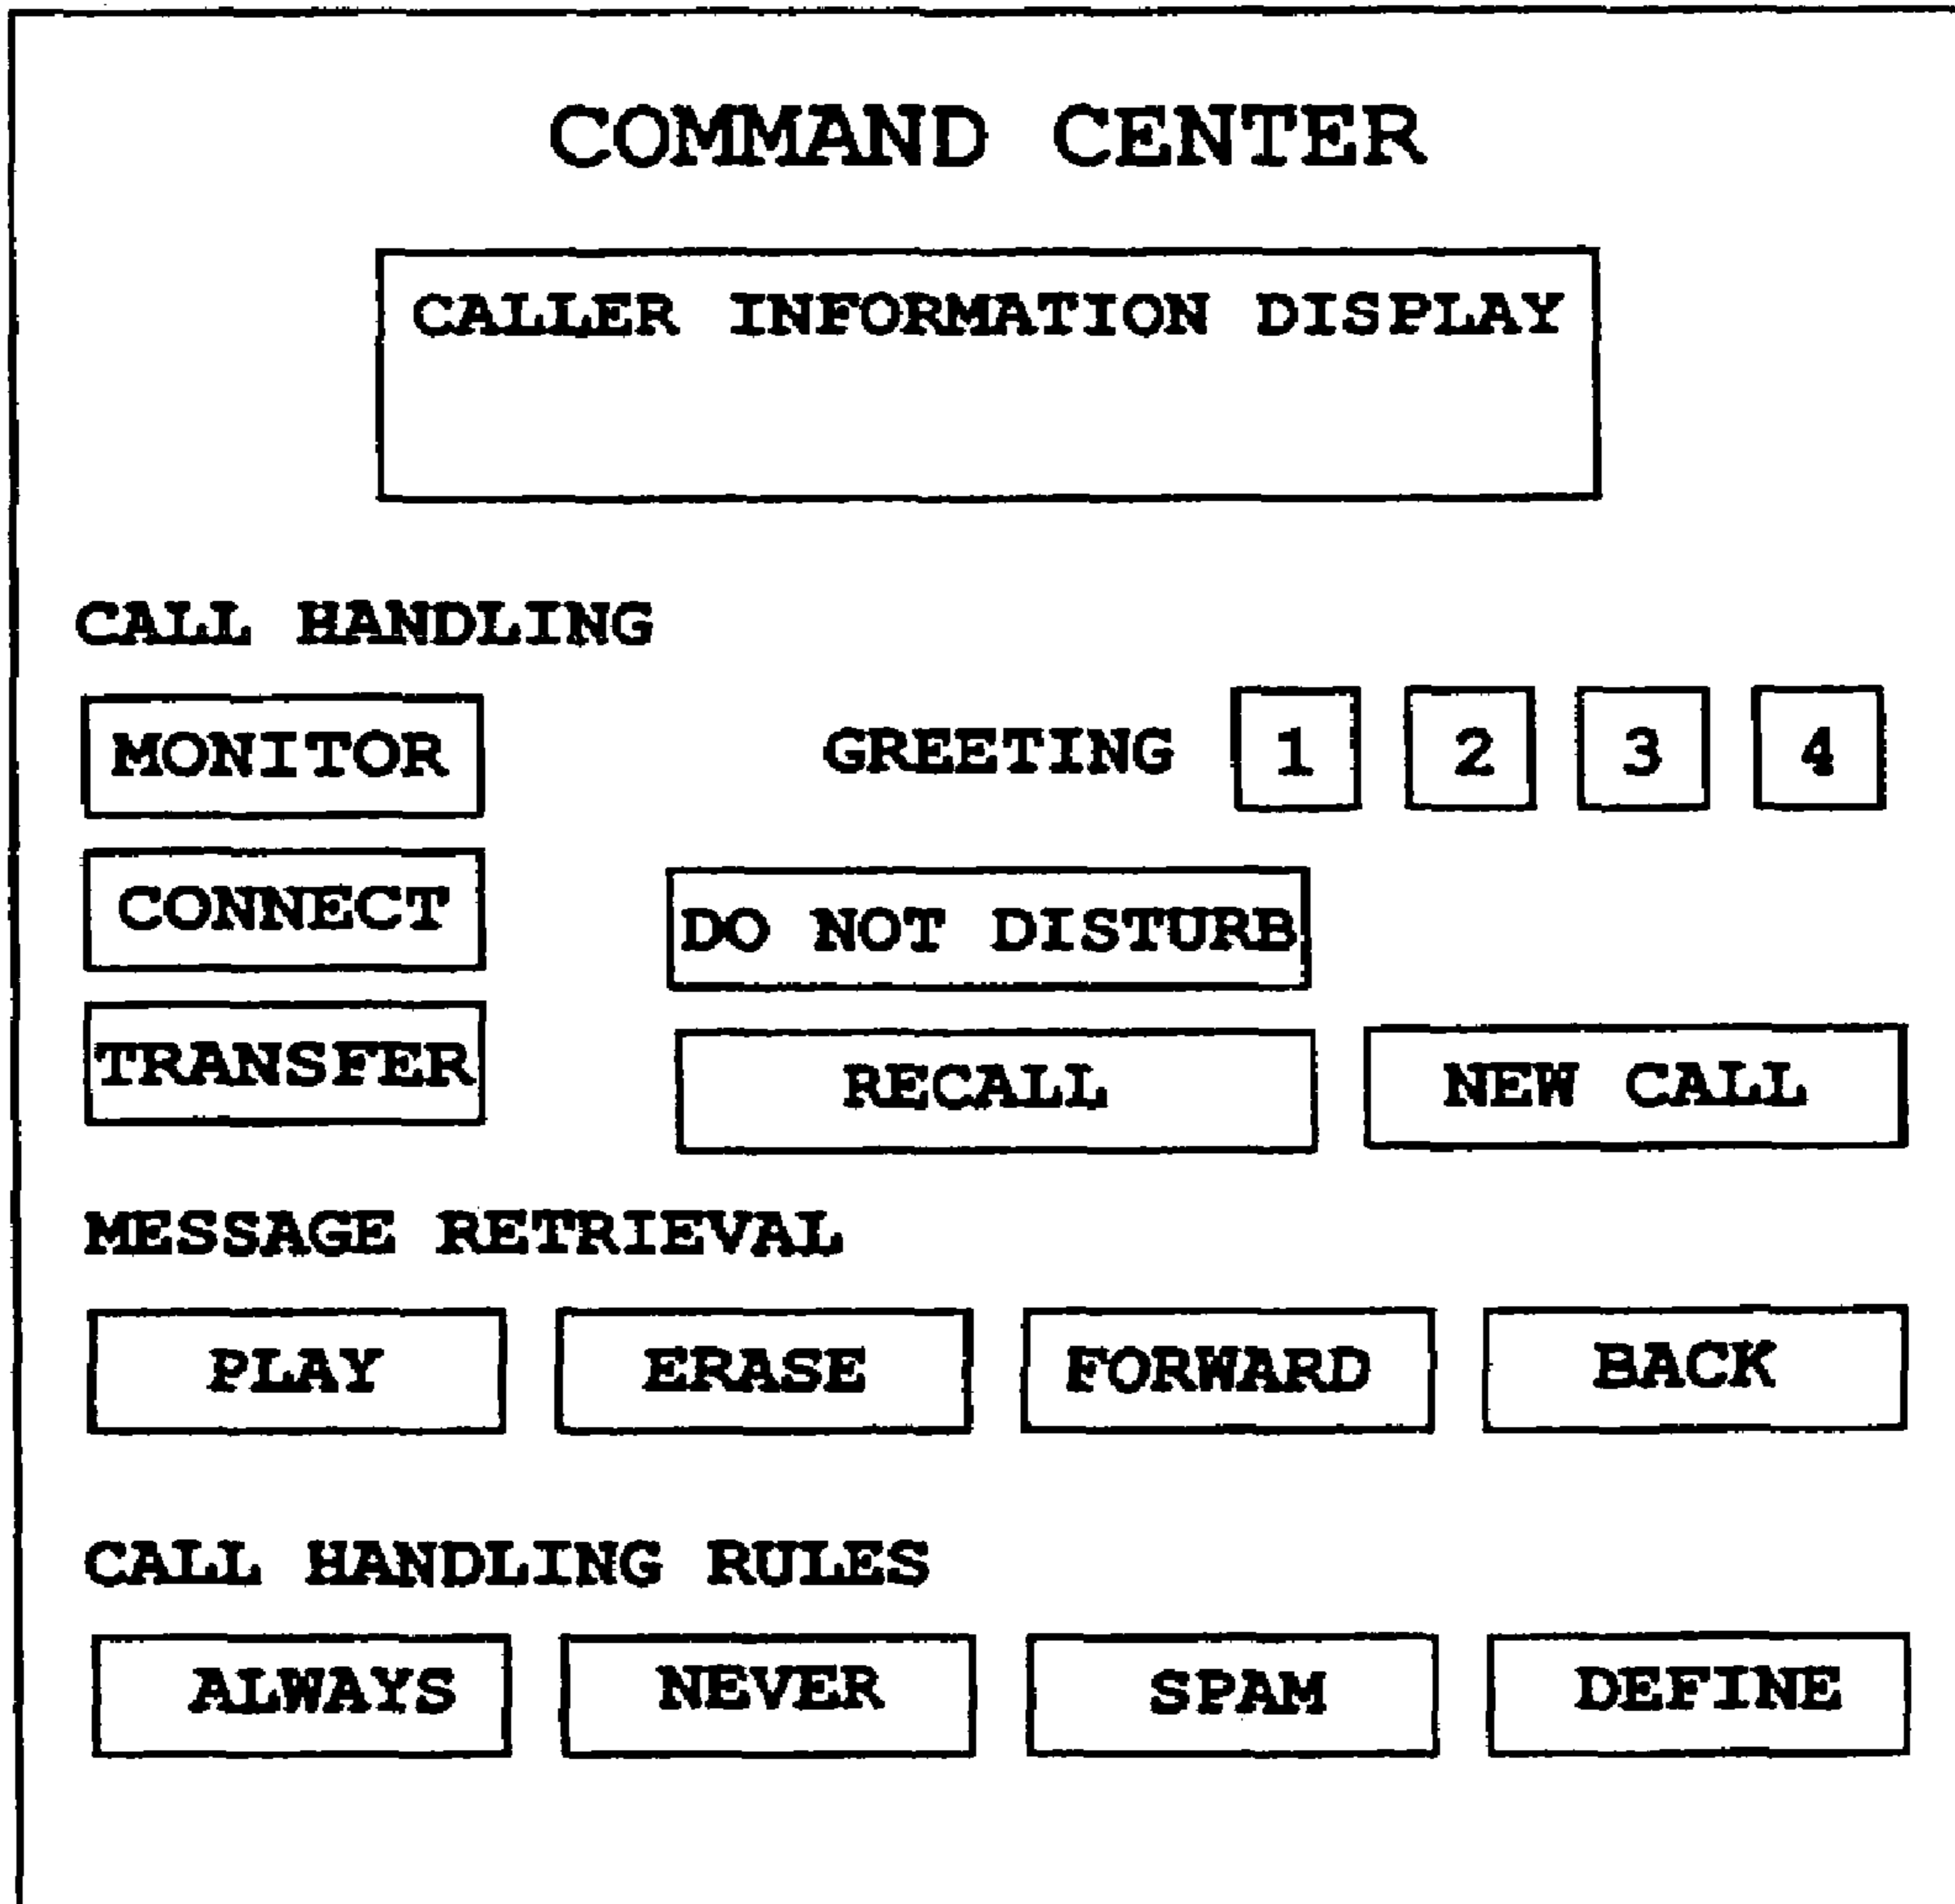 COMMAND CENTER
CALLER INFORMATION DISPLAY
CALL HANDLING
MONITOR GREETING 1 2 3 4
CONNECT DO NOT DISTURB
TRANSFER RECALL NEW CALL
MESSAGE RETRIEVAL
PLAY ERASE FORWARD BACK
CALL HANDLING RULES
ALWAYS NEVER SPAM DEFINE